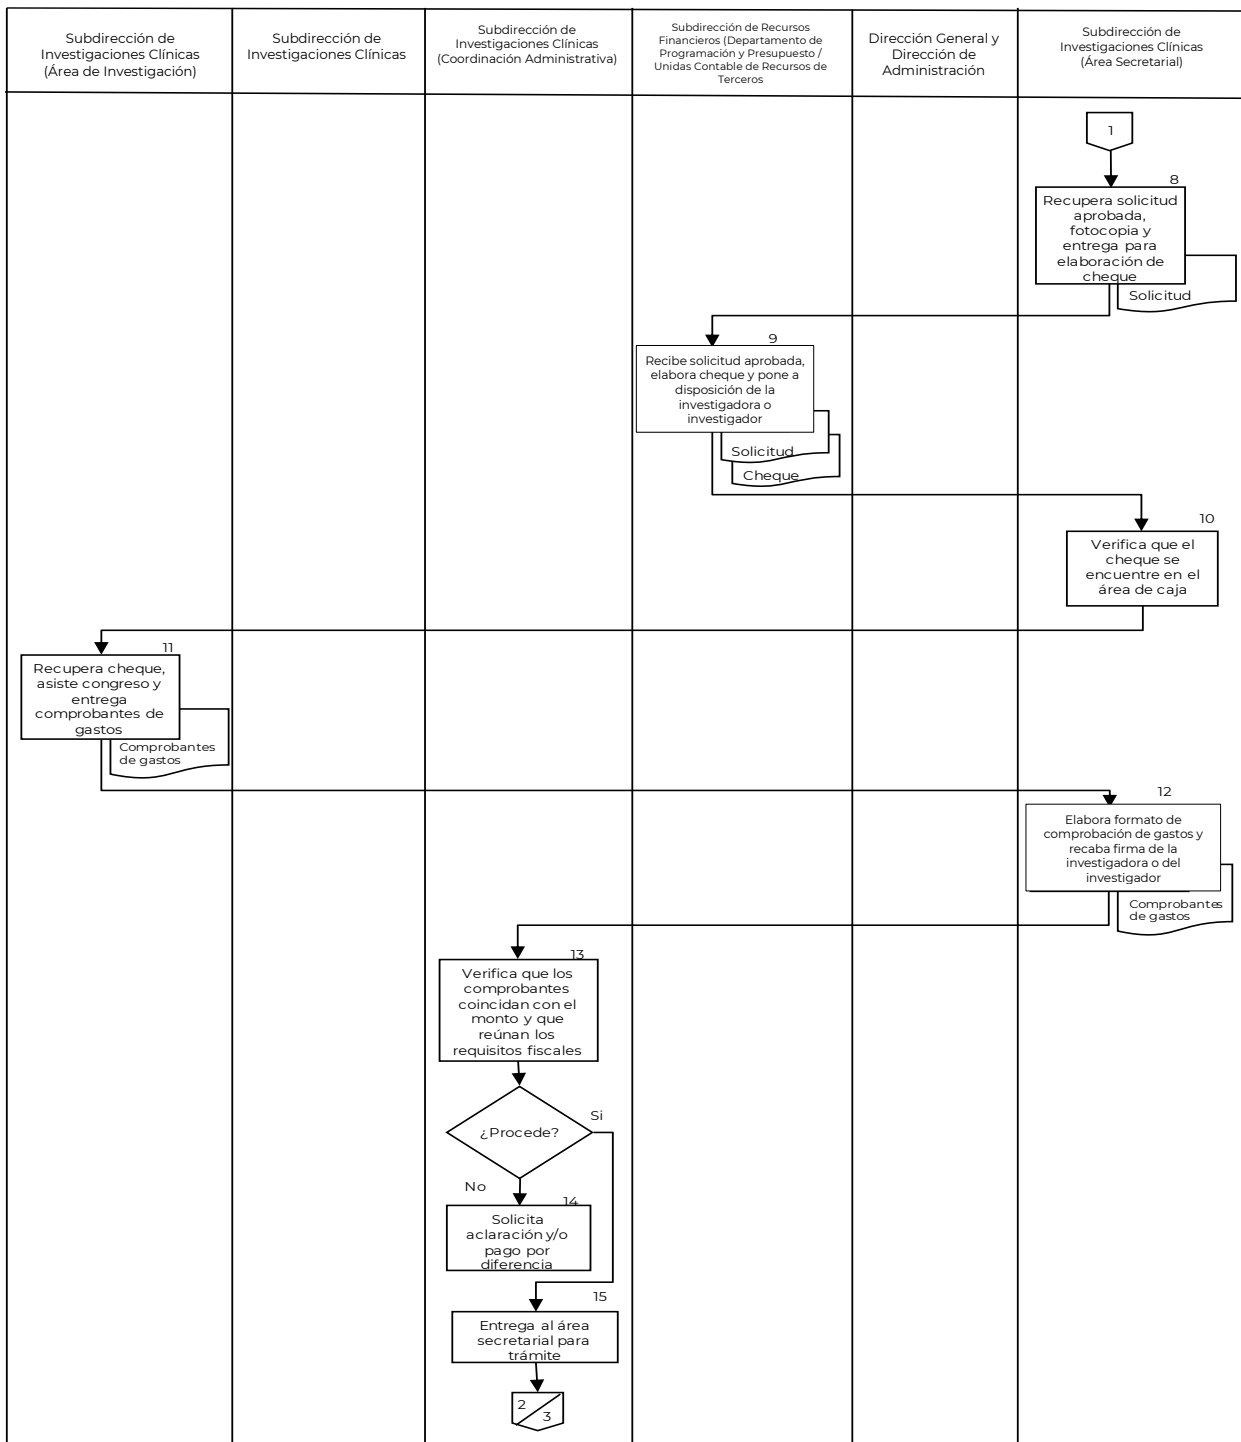 Subdirección de
Investigaciones Clínicas
(Área de Investigación)
Subdirección de
Investigaciones Clínicas
Subdirección de
Investigaciones Clínicas
(Coordinación Administrativa)
Subdirección de Recursos
Financieros (Departamento de
Programación y Presupuesto /
Unidas Contable de Recursos de
Terceros
Dirección General y
Dirección de
Administración
Subdirección de
Investigaciones Clínicas
(Área Secretarial)
1
8
Recupera solicitud
aprobada,
fotocopia y
entrega para
elaboración de
cheque
Solicitud
9
Recibe solicitud aprobada,
elabora cheque y pone a
disposición de la
investigadora o
investigador
Solicitud
Cheque
10
Verifica que el
cheque se
encuentre en el
área de caja
11
Recupera cheque,
asiste congreso y
entrega
comprobantes de
gastos
Comprobantes
de gastos
12
Elabora formato de
comprobación de gastos y
recaba firma de la
investigadora o del
investigador
Comprobantes
de gastos
13
Verifica que los
comprobantes
coincidan con el
monto y que
reúnan los
requisitos fiscales
¿Procede?
Si
No
14
Solicita
aclaración y/o
pago por
diferencia
15
Entrega al área
secretarial para
trámite
2
3